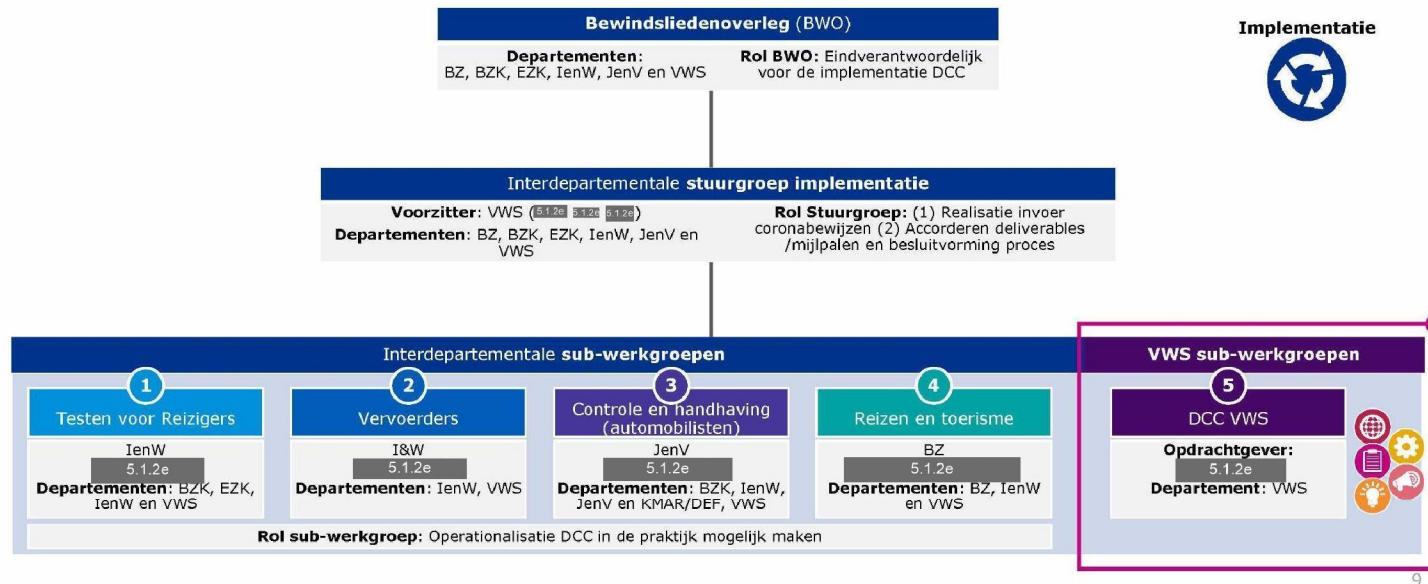 Bewindsliedenoverleg (BWO)
Departementen:
BZ, BZK, EZK, IenW, JenV en VWS
Rol BWO: Eindverantwoordelijk
voor de implementatie DCC
Implementatie
Interdepartementale stuurgroep implementatie
Voorzitter: VWS (5.1.2e 5.1.2e 5.1.2e)
Departementen: BZ, BZK, EZK, IenW, JenV en
VWS
Rol Stuurgroep: (1) Realisatie invoer
coronabewijzen (2) Accorderen deliverables
/mijlpalen en besluitvorming proces
Interdepartementale sub-werkgroepen
VWS sub-werkgroepen
1
Testen voor Reizigers
IenW
5.1.2e
Departementen: BZK, EZK,
IenW en VWS
2
Vervoerders
I&W
5.1.2e
Departementen: IenW, VWS
3
Controle en handhaving
(automobilisten)
JenV
5.1.2e
Departementen: BZK, IenW,
JenV en KMAR/DEF, VWS
4
Reizen en toerisme
BZ
5.1.2e
Departementen: BZ, IenW
en VWS
5
DCC VWS
Opdrachtgever:
5.1.2e
Departement: VWS
Rol sub-werkgroep: Operationalisatie DCC in de praktijk mogelijk maken
9